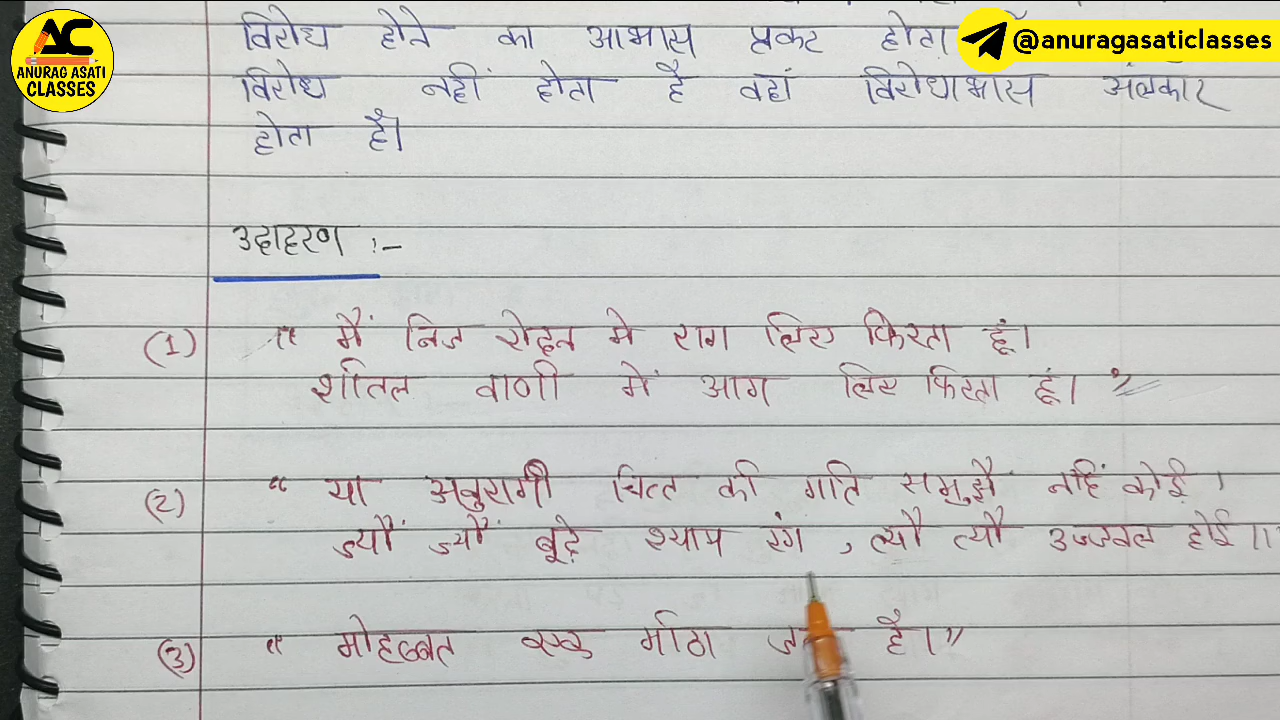 AC
ANURAG ASATI
CLASSES
@anuragasaticlasses
विरोध होने का आभास प्रकट होता
विरोध नहीं होता है वहां विरोधाभास अलंकार
होता है।
उदाहरण :-
(1) " मैं निज रोदन मे राग लिए फिरता हूं।
शीतल वाणी में आग लिए फिरता हूं। "
(2) " या अनुरागी चित्त की गति समुझै नहिं कोई ,
ज्यौं ज्यौं बूढ़े श्याम रंग , त्यौ त्यौ उज्जवल होई ।।
(3) " मोहब्बत एक मीठा है। "